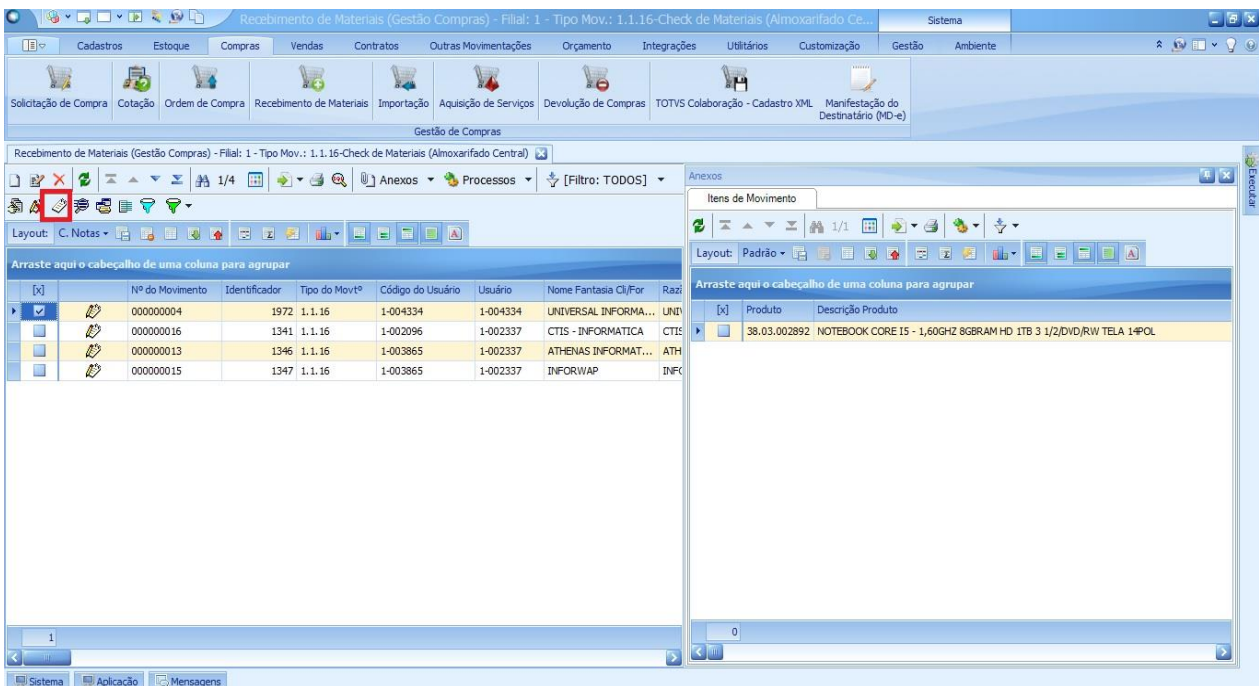 Recebimento de Materiais (Gestão Compras) - Filial: 1 - Tipo Mov.: 1.1.16-Check de Materiais (Almoxarifado Ce...
Sistema
Cadastros Estoque Compras Vendas Contratos Outras Movimentações Orçamento Integrações Utilitários Customização Gestão Ambiente
Solicitação de Compra Cotação Ordem de Compra Recebimento de Materiais Importação Aquisição de Serviços Devolução de Compras TOTVS Colaboração - Cadastro XML Manifestação do
Destinatário (MD-e)
Gestão de Compras
Recebimento de Materiais (Gestão Compras) - Filial: 1 - Tipo Mov.: 1.1.16-Check de Materiais (Almoxarifado Central)
Executar
1/4 Anexos Processos [Filtro: TODOS]
Layout: C. Notas
Arraste aqui o cabeçalho de uma coluna para agrupar
[x] Nº do Movimento Identificador Tipo do Movtº Código do Usuário Usuário Nome Fantasia Cli/For Razã
000000004 1972 1.1.16 1-004334 1-004334 UNIVERSAL INFORMA... UNIV
000000016 1341 1.1.16 1-002096 1-002337 CTIS - INFORMATICA CTIS
000000013 1346 1.1.16 1-003865 1-002337 ATHENAS INFORMAT... ATH
000000015 1347 1.1.16 1-003865 1-002337 INFORWAP INFO
1
Anexos
Itens de Movimento
1/1
Layout: Padrão
Arraste aqui o cabeçalho de uma coluna para agrupar
[x] Produto Descrição Produto
38.03.002892 NOTEBOOK CORE I5 - 1,60GHZ 8GBRAM HD 1TB 3 1/2/DVD/RW TELA 14POL
0
Sistema Aplicação Mensagens